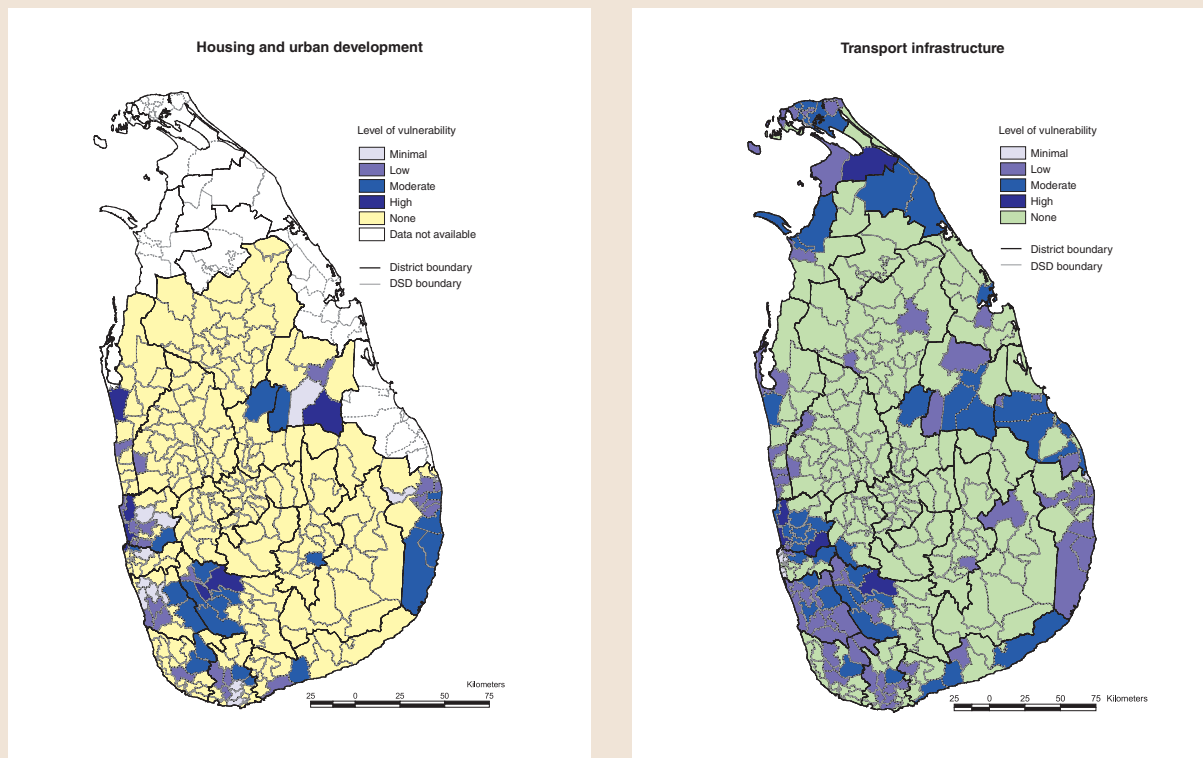 Housing and urban development
Level of vulnerability
Minimal
Low
Moderate
High
None
Data not available
District boundary
DSD boundary
Kilometers
25 0 25 50 75
Transport infrastructure
Level of vulnerability
Minimal
Low
Moderate
High
None
District boundary
DSD boundary
25 0 25 50 75 Kilometers